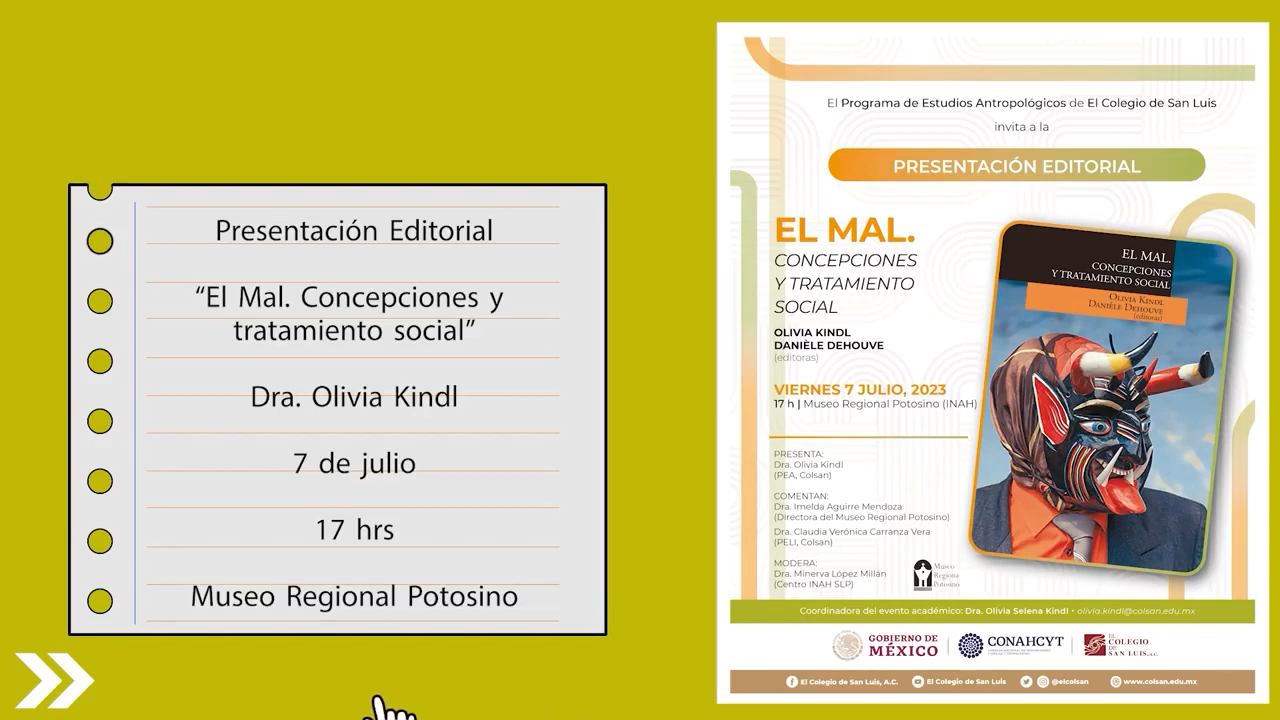 Presentación Editorial
“El Mal. Concepciones y
tratamiento social”
Dra. Olivia Kindl
7 de julio
17 hrs
Museo Regional Potosino
El Programa de Estudios Antropológicos de El Colegio de San Luis
invita a la
PRESENTACIÓN EDITORIAL
EL MAL.
CONCEPCIONES
Y TRATAMIENTO
SOCIAL
OLIVIA KINDL
DANIÈLE DEHOUVE
(editoras)
VIERNES 7 JULIO, 2023
17 h | Museo Regional Potosino (INAH)
PRESENTA:
Dra. Olivia Kindl
(PEA, Colsan)
COMENTAN:
Dra. Imelda Aguirre Mendoza
(Directora del Museo Regional Potosino)
Dra. Claudia Verónica Carranza Vera
(PELI, Colsan)
MODERA:
Dra. Minerva López Millán
(Centro INAH SLP)
Museo
Regional
Potosino
EL MAL.
CONCEPCIONES
Y TRATAMIENTO SOCIAL
OLIVIA KINDL
DANIÈLE DEHOUVE
(editoras)
Coordinadora del evento académico: Dra. Olivia Selena Kindl • olivia.kindl@colsan.edu.mx
GOBIERNO DE
MÉXICO
CONAHCYT
EL
COLEGIO
DE
SAN LUIS, A.C.
El Colegio de San Luis, A.C.
El Colegio de San Luis
@elcolsan
www.colsan.edu.mx